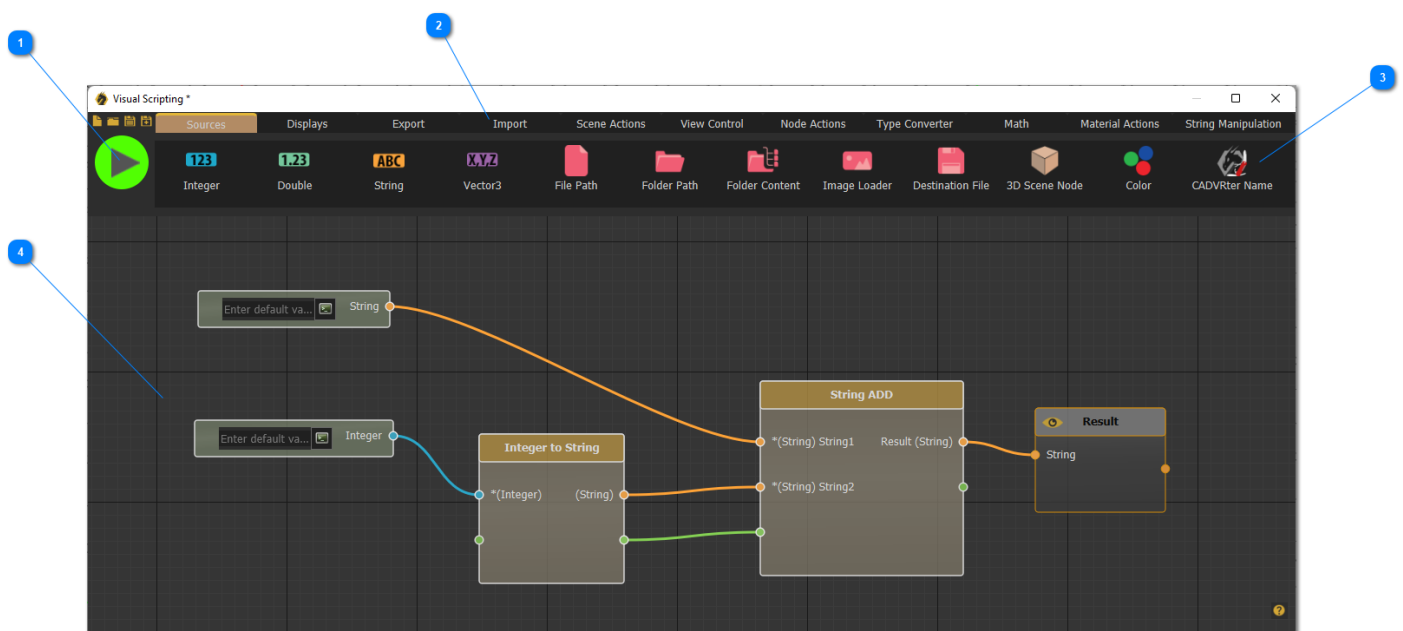 2
1
3
Visual Scripting *
Sources Displays Export Import Scene Actions View Control Node Actions Type Converter Math Material Actions String Manipulation
123 1.23 ABC X,Y,Z
Integer Double String Vector3 File Path Folder Path Folder Content Image Loader Destination File 3D Scene Node Color CADVRter Name
4
Enter default va... String
String ADD
Result
Enter default va... Integer
*(String) String1 Result (String)
Integer to String
String
*(Integer) (String)
*(String) String2
?